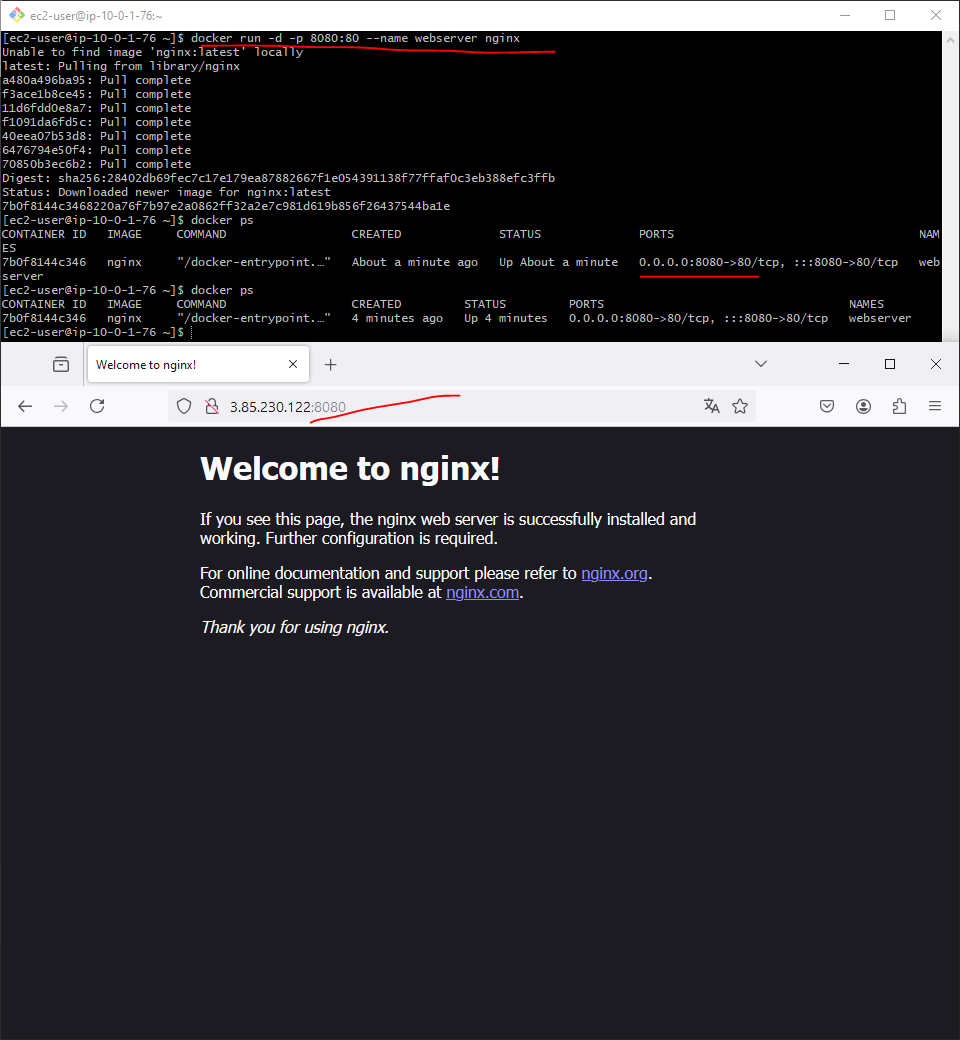 ec2-user@ip-10-0-1-76:~
[ec2-user@ip-10-0-1-76 ~]$ docker run -d -p 8080:80 --name webserver nginx
Unable to find image 'nginx:latest' locally
latest: Pulling from library/nginx
a480a496ba95: Pull complete
f3ace1b8ce45: Pull complete
11d6fdd0e8a7: Pull complete
f1091da6fd5c: Pull complete
40eea07b53d8: Pull complete
6476794e50f4: Pull complete
70850b3ec6b2: Pull complete
Digest: sha256:28402db69fec7c17e179ea87882667f1e054391138f77ffaf0c3eb388efc3ffb
Status: Downloaded newer image for nginx:latest
7b0f8144c3468220a76f7b97e2a0862ff32a2e7c981d619b856f26437544ba1e
[ec2-user@ip-10-0-1-76 ~]$ docker ps
CONTAINER ID   IMAGE     COMMAND                  CREATED              STATUS              PORTS                                   NAM
ES
7b0f8144c346   nginx     "/docker-entrypoint.…"   About a minute ago   Up About a minute   0.0.0.0:8080->80/tcp, :::8080->80/tcp   web
server
[ec2-user@ip-10-0-1-76 ~]$ docker ps
CONTAINER ID   IMAGE     COMMAND                  CREATED         STATUS         PORTS                                   NAMES
7b0f8144c346   nginx     "/docker-entrypoint.…"   4 minutes ago   Up 4 minutes   0.0.0.0:8080->80/tcp, :::8080->80/tcp   webserver
[ec2-user@ip-10-0-1-76 ~]$
Welcome to nginx!
3.85.230.122:8080
Welcome to nginx!
If you see this page, the nginx web server is successfully installed and
working. Further configuration is required.
For online documentation and support please refer to nginx.org.
Commercial support is available at nginx.com.
Thank you for using nginx.